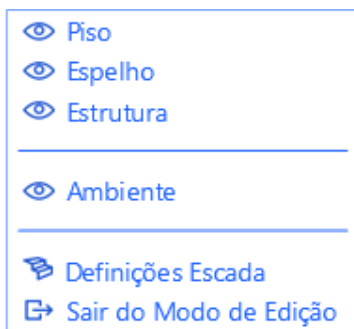 Piso
Espelho
Estrutura
Ambiente
Definições Escada
Sair do Modo de Edição